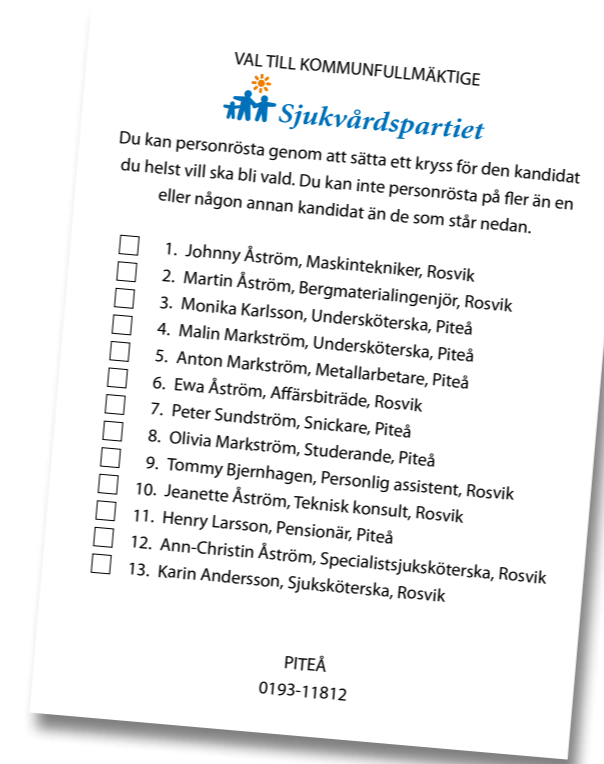 VAL TILL KOMMUNFULLMÄKTIGE
Sjukvårdspartiet
Du kan personrösta genom att sätta ett kryss för den kandidat
du helst vill ska bli vald. Du kan inte personrösta på fler än en
eller någon annan kandidat än de som står nedan.
1. Johnny Åström, Maskintekniker, Rosvik
2. Martin Åström, Bergmaterialingenjör, Rosvik
3. Monika Karlsson, Undersköterska, Piteå
4. Malin Markström, Undersköterska, Piteå
5. Anton Markström, Metallarbetare, Piteå
6. Ewa Åström, Affärsbiträde, Rosvik
7. Peter Sundström, Snickare, Piteå
8. Olivia Markström, Studerande, Piteå
9. Tommy Bjernhagen, Personlig assistent, Rosvik
10. Jeanette Åström, Teknisk konsult, Rosvik
11. Henry Larsson, Pensionär, Piteå
12. Ann-Christin Åström, Specialistsjuksköterska, Rosvik
13. Karin Andersson, Sjuksköterska, Rosvik
PITEÅ
0193-11812